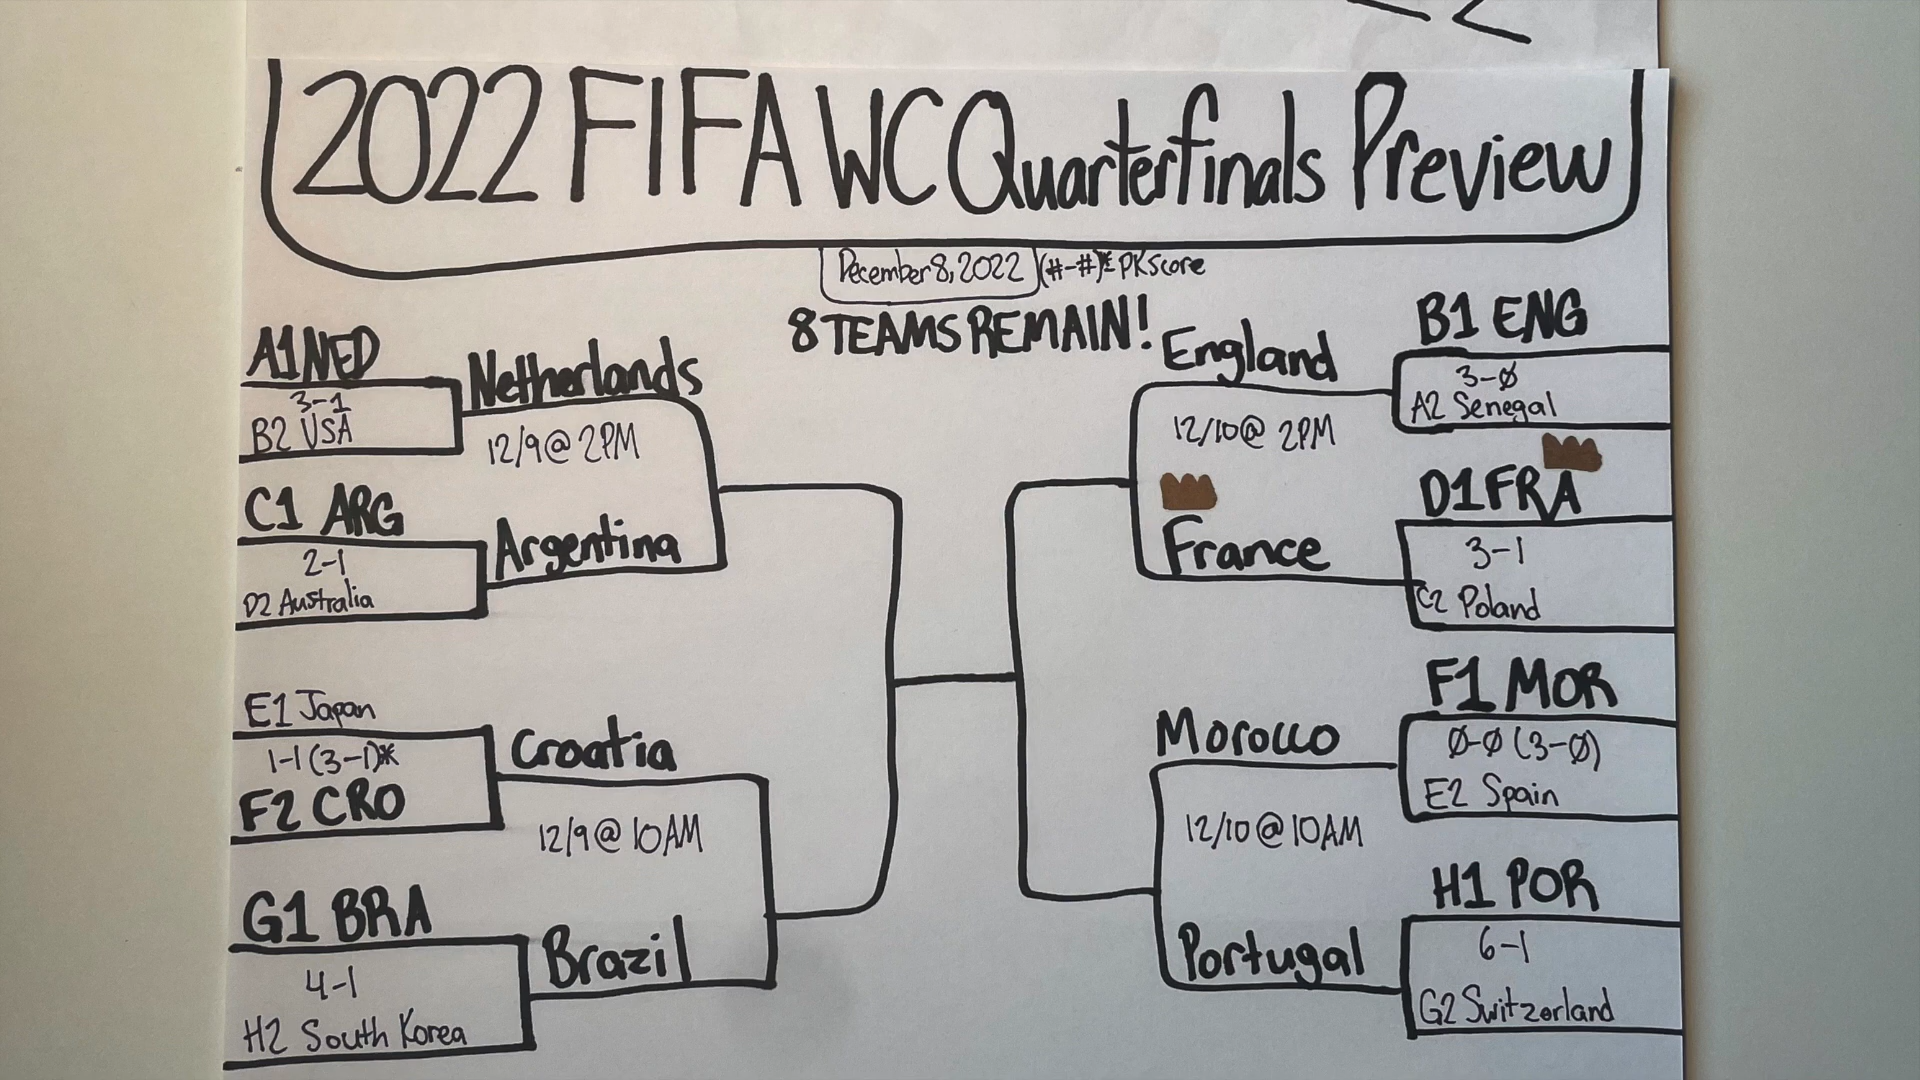 2022 FIFA WC Quarterfinals Preview
December 8, 2022 (#-#)*= PK score
8 TEAMS REMAIN!
A1 NED
3-1
B2 USA
Netherlands
12/9 @ 2PM
C1 ARG
2-1
D2 Australia
Argentina
E1 Japan
1-1 (3-1)*
F2 CRO
Croatia
12/9 @ 10AM
G1 BRA
4-1
H2 South Korea
Brazil
England
12/10 @ 2PM
B1 ENG
3-0
A2 Senegal
France
D1 FRA
3-1
C2 Poland
Morocco
12/10 @ 10AM
F1 MOR
0-0 (3-0)
E2 Spain
Portugal
H1 POR
6-1
G2 Switzerland